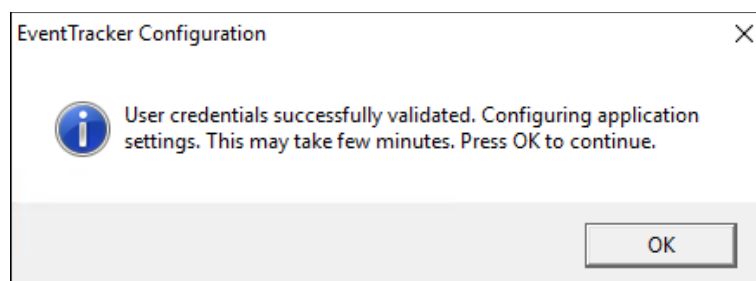 EventTracker Configuration
User credentials successfully validated. Configuring application
settings. This may take few minutes. Press OK to continue.
OK